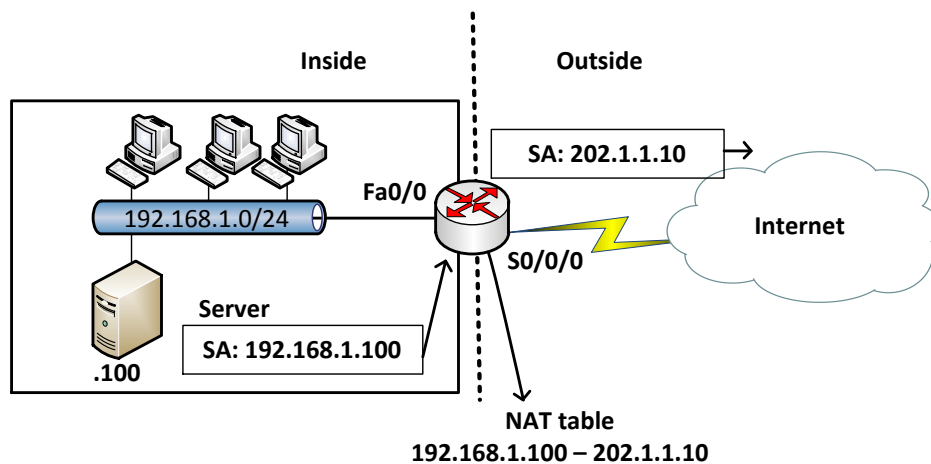 Inside
Outside
SA: 202.1.1.10
Fa0/0
192.168.1.0/24
Internet
S0/0/0
Server
SA: 192.168.1.100
.100
NAT table
192.168.1.100 – 202.1.1.10